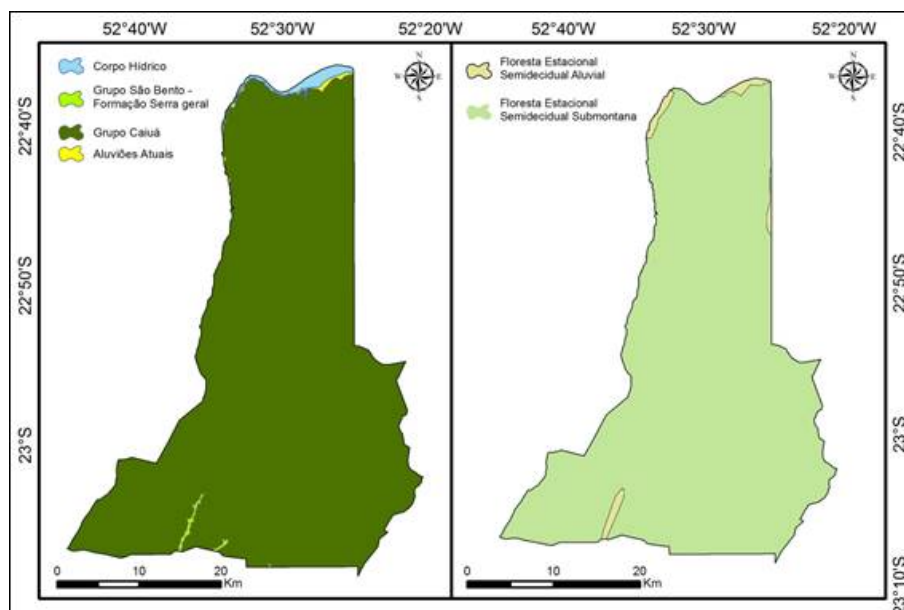 52°40'W 52°30'W 52°20'W
52°40'W 52°30'W 52°20'W
Corpo Hídrico
Grupo São Bento -
Formação Serra geral
Grupo Caiuá
Aluviões Atuais
N
W
E
S
22°40'S
22°50'S
23°S
0 10 20
Km
Floresta Estacional
Semidecidual Aluvial
Floresta Estacional
Semidecidual Submontana
N
W
E
S
22°40'S
22°50'S
23°S
23°10'S
0 10 20
Km